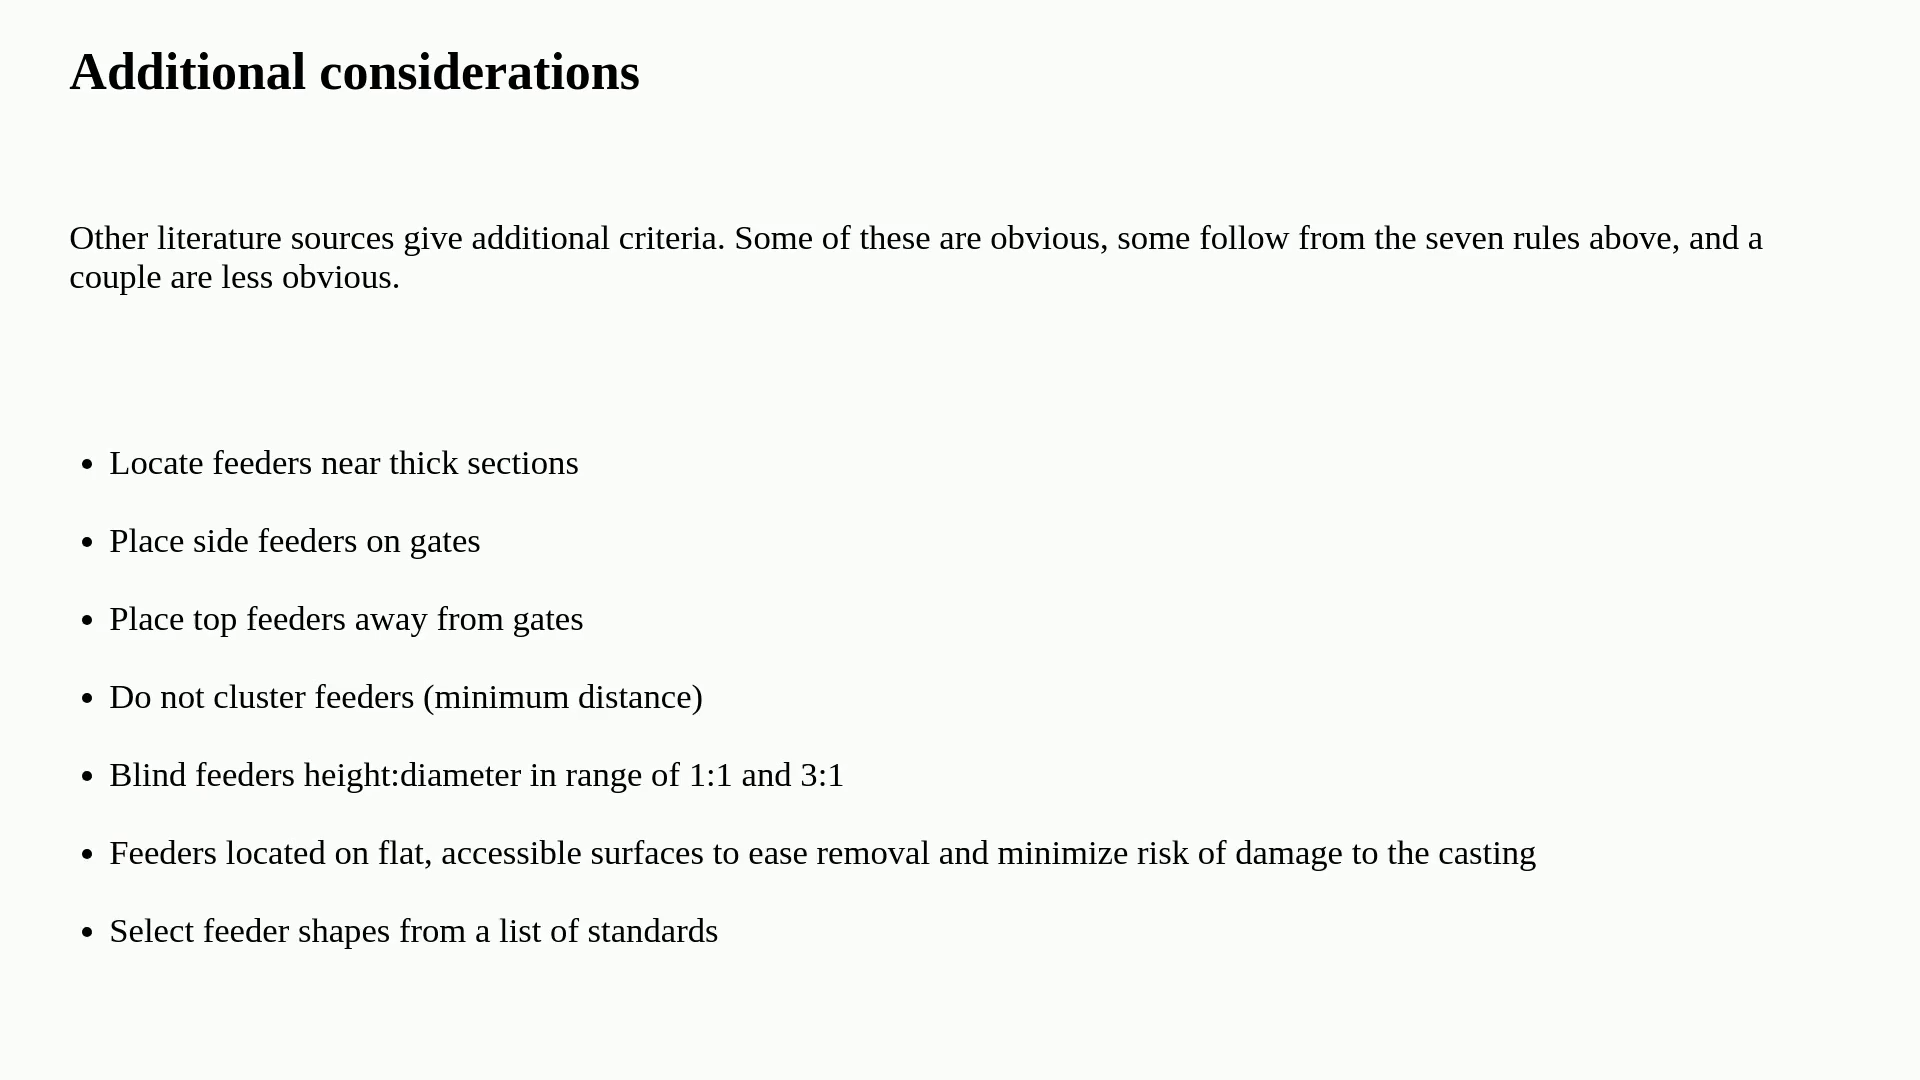 Additional considerations
Other literature sources give additional criteria. Some of these are obvious, some follow from the seven rules above, and a
couple are less obvious.
• Locate feeders near thick sections
• Place side feeders on gates
• Place top feeders away from gates
• Do not cluster feeders (minimum distance)
• Blind feeders height:diameter in range of 1:1 and 3:1
• Feeders located on flat, accessible surfaces to ease removal and minimize risk of damage to the casting
• Select feeder shapes from a list of standards